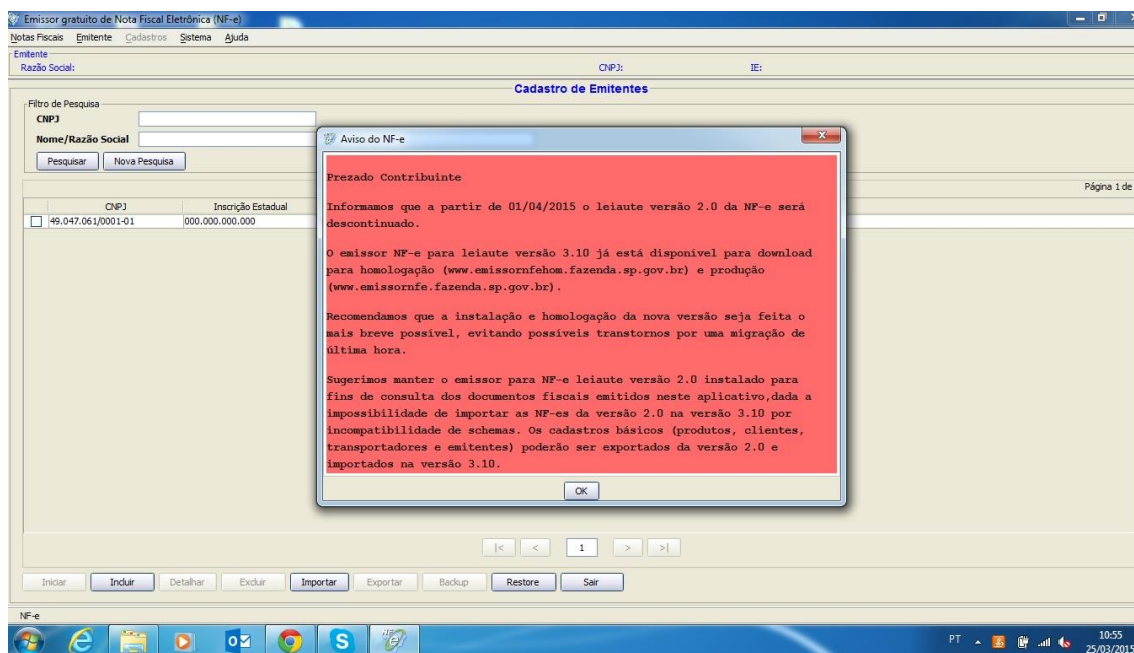 Emissor gratuito de Nota Fiscal Eletrônica (NF-e)
Notas Fiscais Emitente Cadastros Sistema Ajuda
Emitente
Razão Social: CNPJ: IE:
Cadastro de Emitentes
Filtro de Pesquisa
CNPJ
Nome/Razão Social
Pesquisar Nova Pesquisa
Página 1 de
CNPJ Inscrição Estadual
49.047.061/0001-01 000.000.000.000
Aviso do NF-e
Prezado Contribuinte
Informamos que a partir de 01/04/2015 o leiaute versão 2.0 da NF-e será
descontinuado.
O emissor NF-e para leiaute versão 3.10 já está disponível para download
para homologação (www.emissornfehom.fazenda.sp.gov.br) e produção
(www.emissornfe.fazenda.sp.gov.br).
Recomendamos que a instalação e homologação da nova versão seja feita o
mais breve possível, evitando possíveis transtornos por uma migração de
última hora.
Sugerimos manter o emissor para NF-e leiaute versão 2.0 instalado para
fins de consulta dos documentos fiscais emitidos neste aplicativo,dada a
impossibilidade de importar as NF-es da versão 2.0 na versão 3.10 por
incompatibilidade de schemas. Os cadastros básicos (produtos, clientes,
transportadores e emitentes) poderão ser exportados da versão 2.0 e
importados na versão 3.10.
OK
|< < 1 > >|
Iniciar Incluir Detalhar Excluir Importar Exportar Backup Restore Sair
NF-e
PT 10:55
25/03/2015